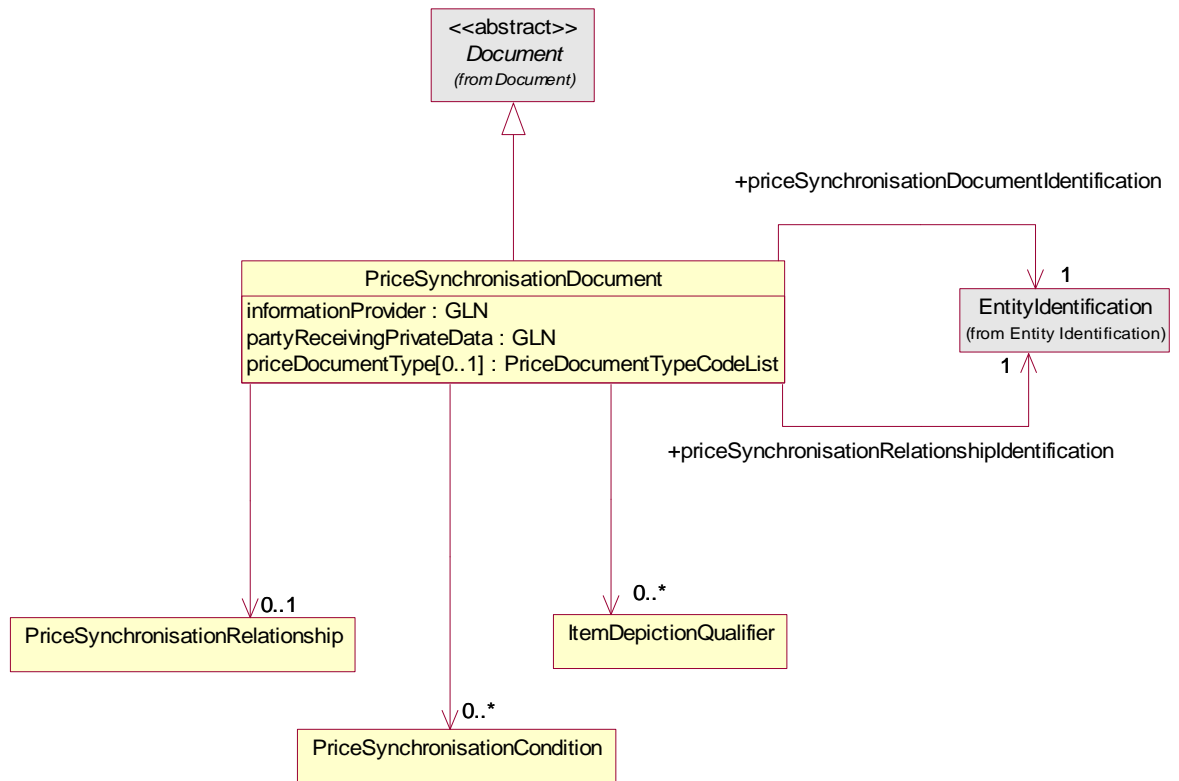 <<abstract>>
Document
(from Document)
+priceSynchronisationDocumentIdentification
PriceSynchronisationDocument
informationProvider : GLN
partyReceivingPrivateData : GLN
priceDocumentType[0..1] : PriceDocumentTypeCodeList
1
EntityIdentification
(from Entity Identification)
1
+priceSynchronisationRelationshipIdentification
0..1
PriceSynchronisationRelationship
0..*
ItemDepictionQualifier
0..*
PriceSynchronisationCondition